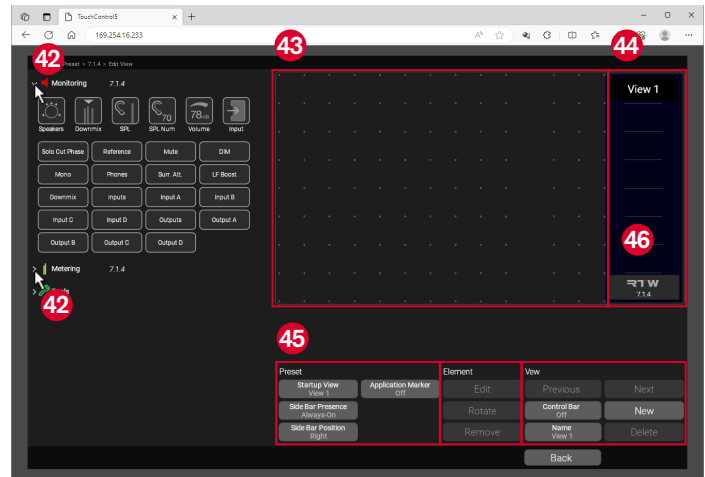 TouchControl5
169.254.16.233
42
43
44
Preset > 7.1.4 > Edit View
Monitoring 7.1.4
View 1
70
78dB
Speakers Downmix SPL SPL Num Volume Input
Solo Cut Phase Reference Mute DIM
Mono Phones Surr. Att. LF Boost
Downmix Inputs Input A Input B
Input C Input D Outputs Output A
Output B Output C Output D
46
Metering 7.1.4
42
RTW
7.1.4
45
Preset Element Vew
Startup View Application Marker Edit Previous Next
View 1 Off
Side Bar Presence Rotate Control Bar New
Always-On Off
Side Bar Position Remove Name Delete
Right View 1
Back